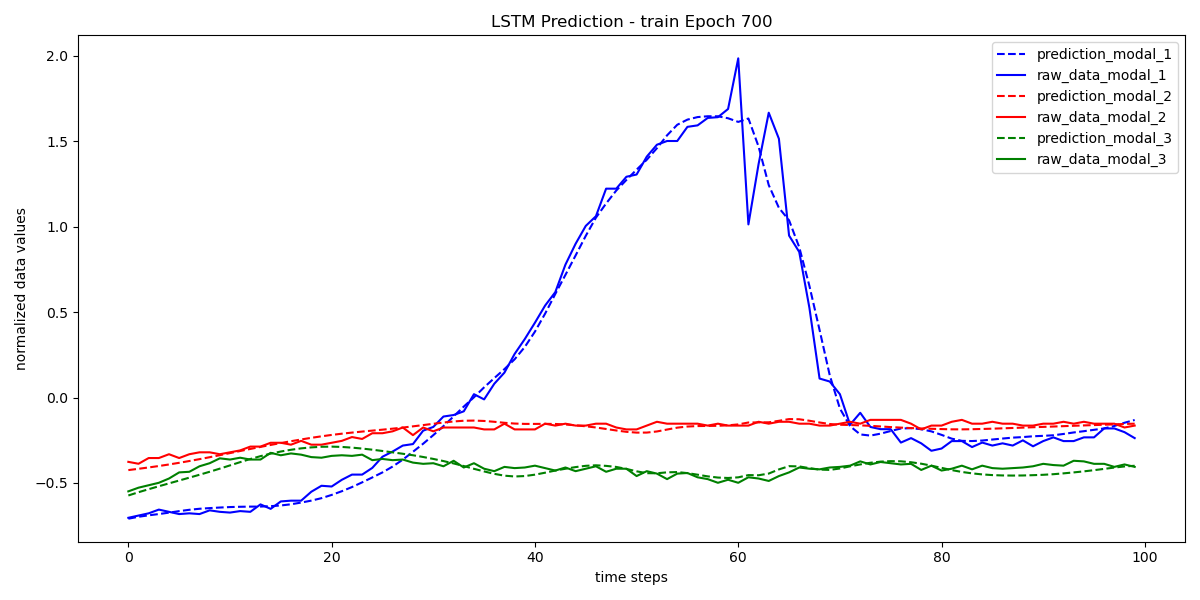 LSTM Prediction - train Epoch 700
prediction_modal_1
raw_data_modal_1
prediction_modal_2
raw_data_modal_2
prediction_modal_3
raw_data_modal_3
normalized data values
2.0
1.5
1.0
0.5
0.0
−0.5
0 20 40 60 80 100
time steps